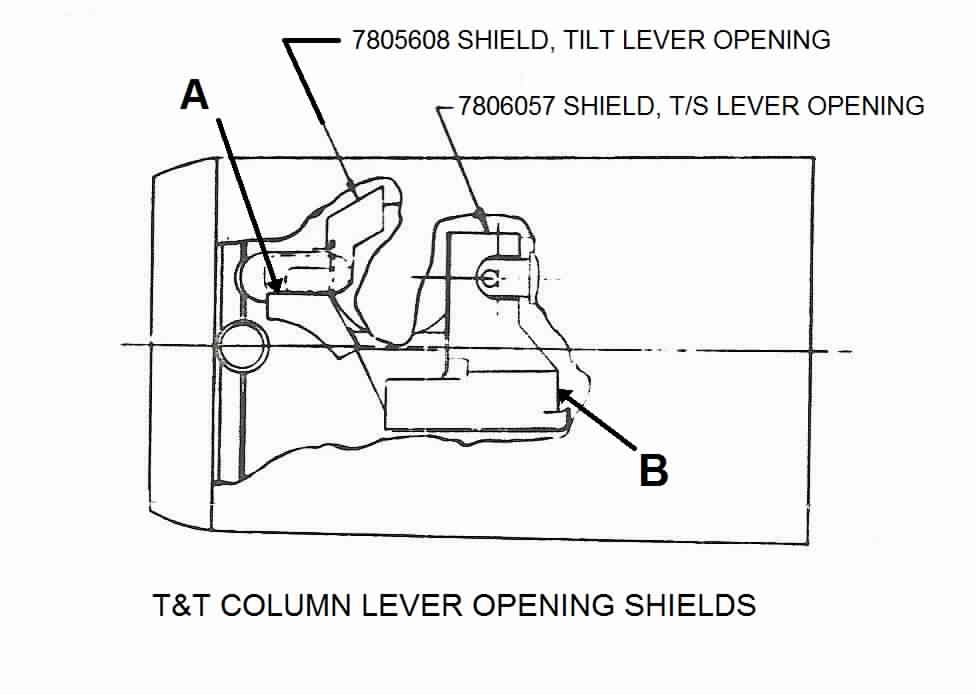 7805608 SHIELD, TILT LEVER OPENING
A
7806057 SHIELD, T/S LEVER OPENING
B
T&T COLUMN LEVER OPENING SHIELDS